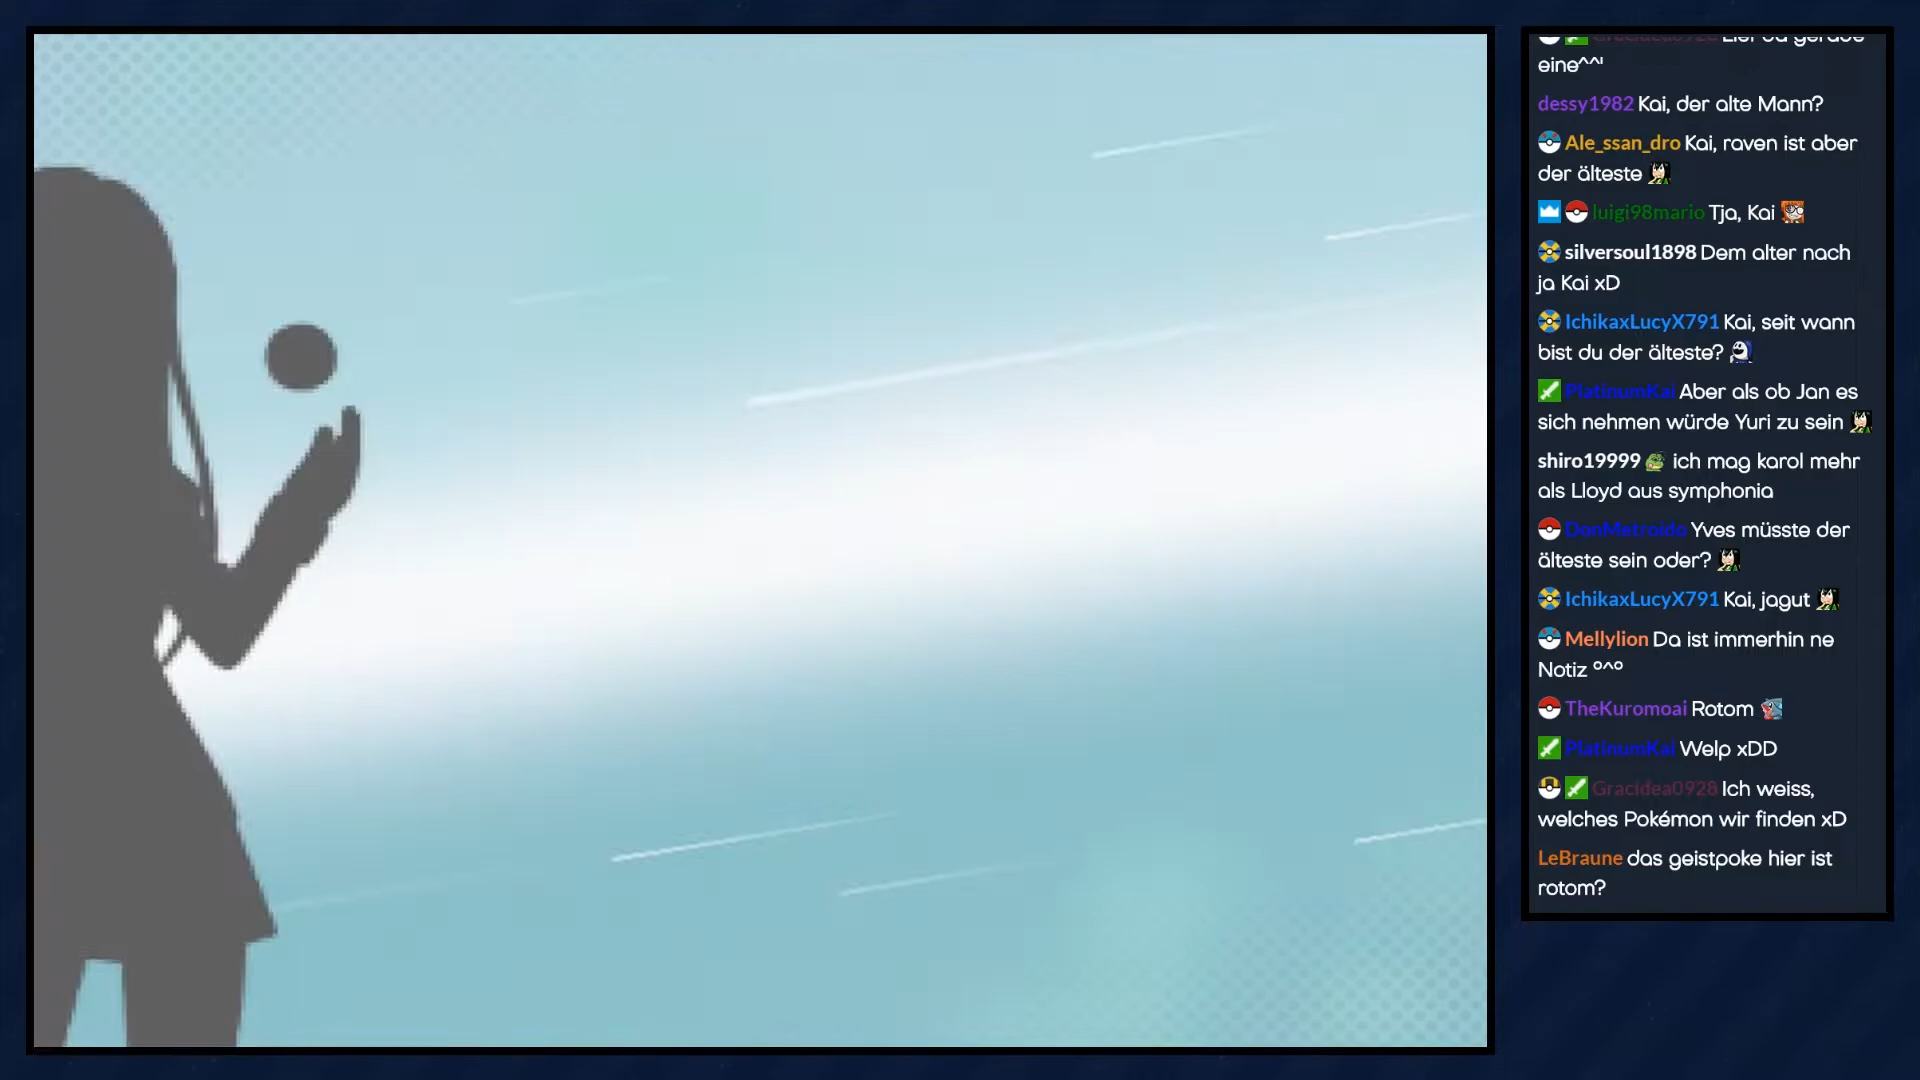 eine^^'
dessy1982 Kai, der alte Mann?
Ale_ssan_dro Kai, raven ist aber
der älteste
luigi98mario Tja, Kai
silversoul1898 Dem alter nach
ja Kai xD
IchikaxLucyX791 Kai, seit wann
bist du der älteste?
PlatinumKai Aber als ob Jan es
sich nehmen würde Yuri zu sein
shiro19999 ich mag karol mehr
als Lloyd aus symphonia
DonMetroido Yves müsste der
älteste sein oder?
IchikaxLucyX791 Kai, jagut
Mellylion Da ist immerhin ne
Notiz °^°
TheKuromoai Rotom
PlatinumKai Welp xDD
Gracidea0928 Ich weiss,
welches Pokémon wir finden xD
LeBraune das geistpoke hier ist
rotom?